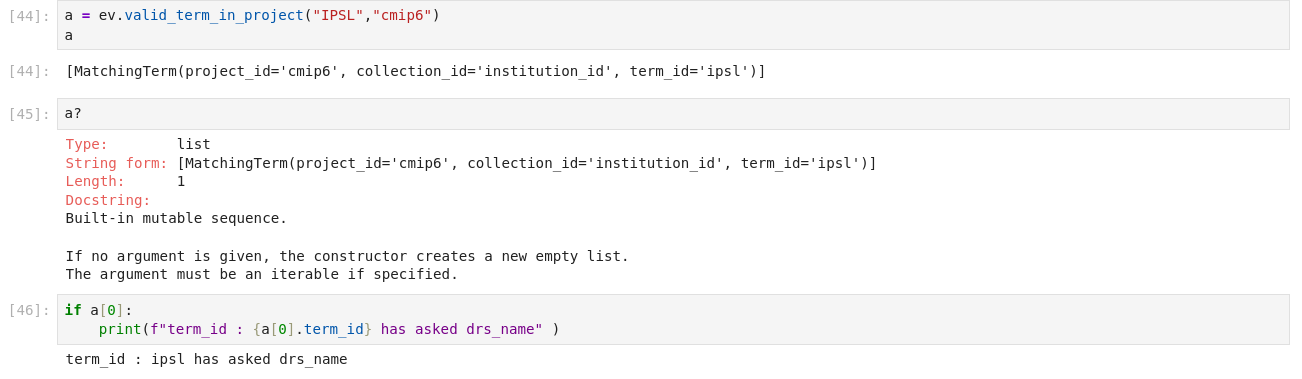 [44]: a = ev.valid_term_in_project("IPSL","cmip6")
a
[44]: [MatchingTerm(project_id='cmip6', collection_id='institution_id', term_id='ipsl')]
[45]: a?
Type:        list
String form: [MatchingTerm(project_id='cmip6', collection_id='institution_id', term_id='ipsl')]
Length:      1
Docstring:
Built-in mutable sequence.
If no argument is given, the constructor creates a new empty list.
The argument must be an iterable if specified.
[46]: if a[0]:
    print(f"term_id : {a[0].term_id} has asked drs_name" )
term_id : ipsl has asked drs_name